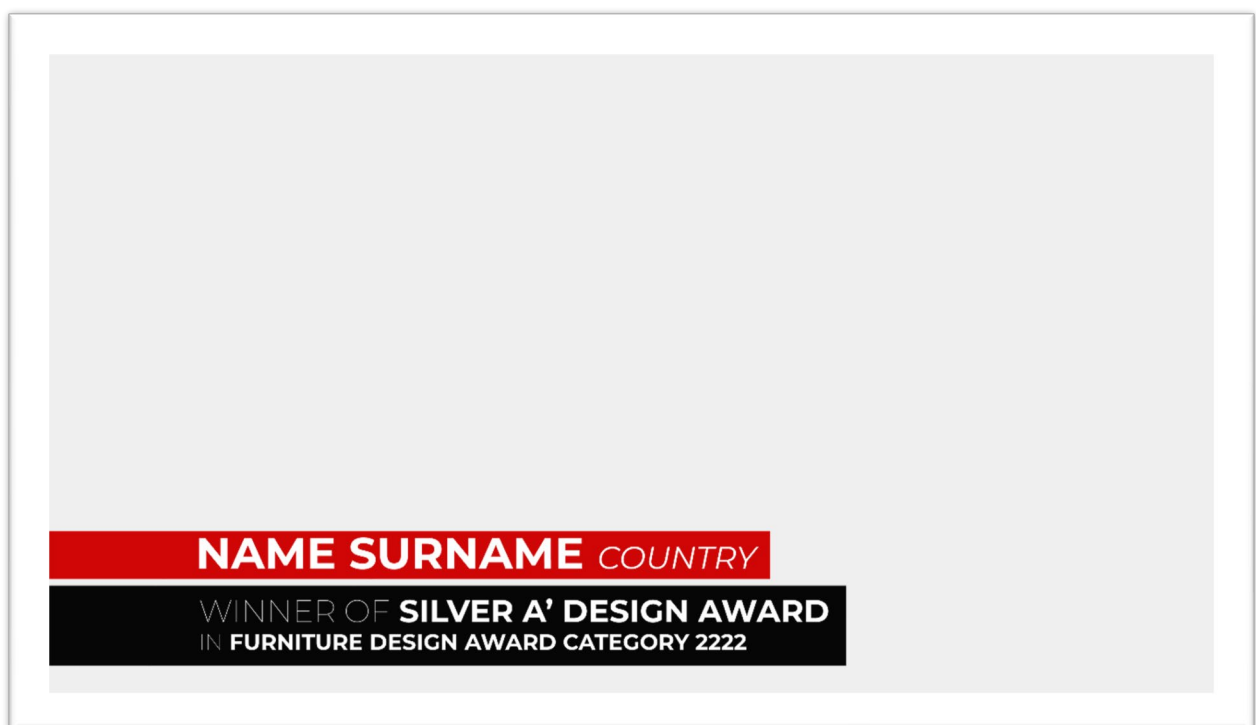 NAME SURNAME COUNTRY
WINNER OF SILVER A’ DESIGN AWARD
IN FURNITURE DESIGN AWARD CATEGORY 2222